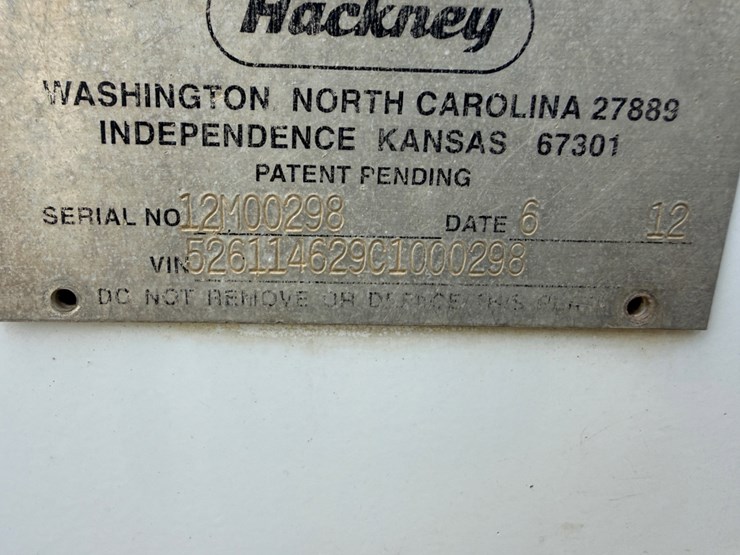 Hackney
WASHINGTON NORTH CAROLINA 27889
INDEPENDENCE KANSAS 67301
PATENT PENDING
SERIAL NO 12M00298 DATE 6 12
VIN 526114629C1000298
DO NOT REMOVE OR DEFACE THIS PLATE